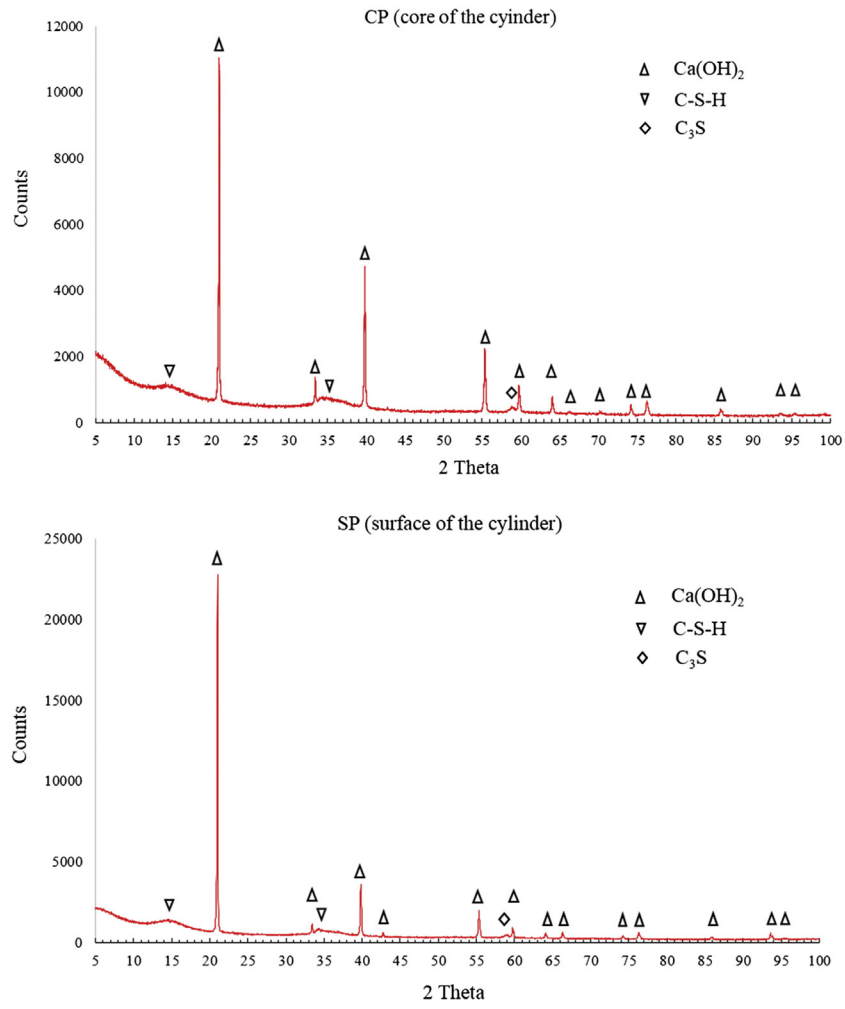 CP (core of the cyinder)
12000
10000
8000
6000
4000
2000
0
Counts
Ca(OH)₂
C-S-H
C₃S
5 10 15 20 25 30 35 40 45 50 55 60 65 70 75 80 85 90 95 100
2 Theta
SP (surface of the cylinder)
25000
20000
15000
10000
5000
0
Counts
Ca(OH)₂
C-S-H
C₃S
5 10 15 20 25 30 35 40 45 50 55 60 65 70 75 80 85 90 95 100
2 Theta